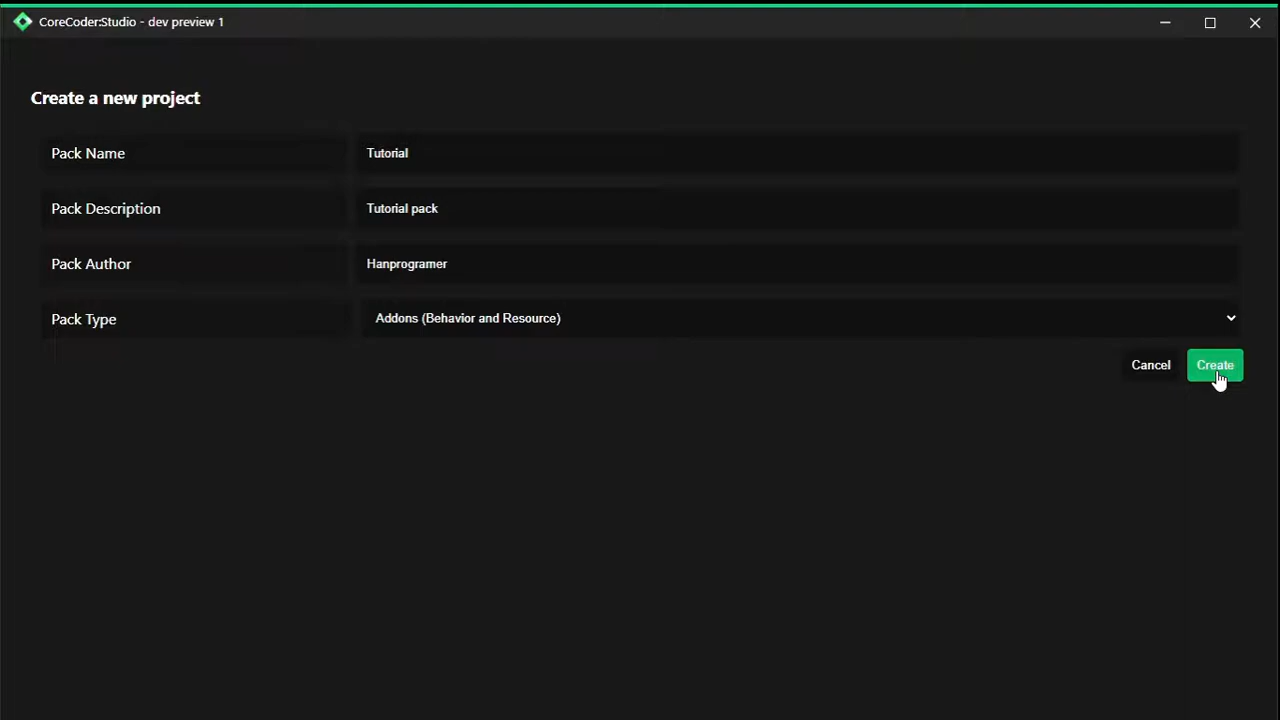 CoreCoder:Studio - dev preview 1
Create a new project
Pack Name
Tutorial
Pack Description
Tutorial pack
Pack Author
Hanprogramer
Pack Type
Addons (Behavior and Resource)
Cancel
Create